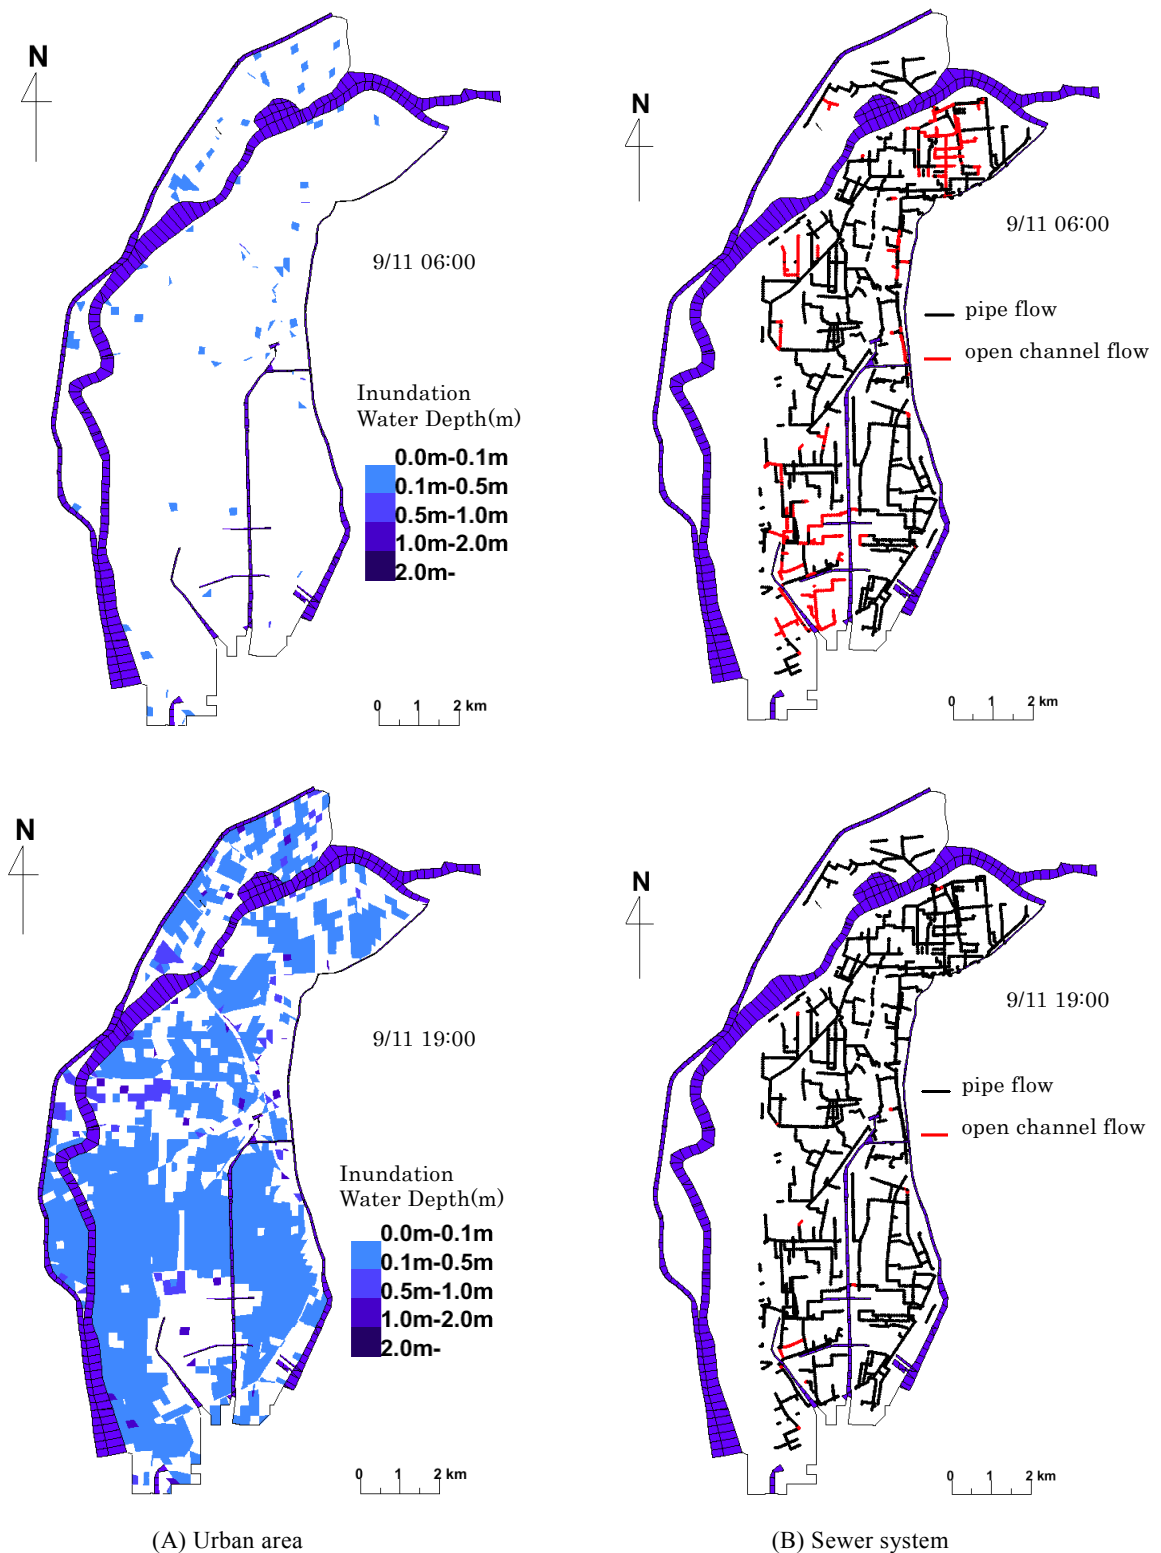 N
9/11 06:00
Inundation
Water Depth(m)
0.0m-0.1m
0.1m-0.5m
0.5m-1.0m
1.0m-2.0m
2.0m-
0 1 2 km
N
9/11 06:00
pipe flow
open channel flow
0 1 2 km
N
9/11 19:00
Inundation
Water Depth(m)
0.0m-0.1m
0.1m-0.5m
0.5m-1.0m
1.0m-2.0m
2.0m-
0 1 2 km
N
9/11 19:00
pipe flow
open channel flow
0 1 2 km
(A) Urban area
(B) Sewer system